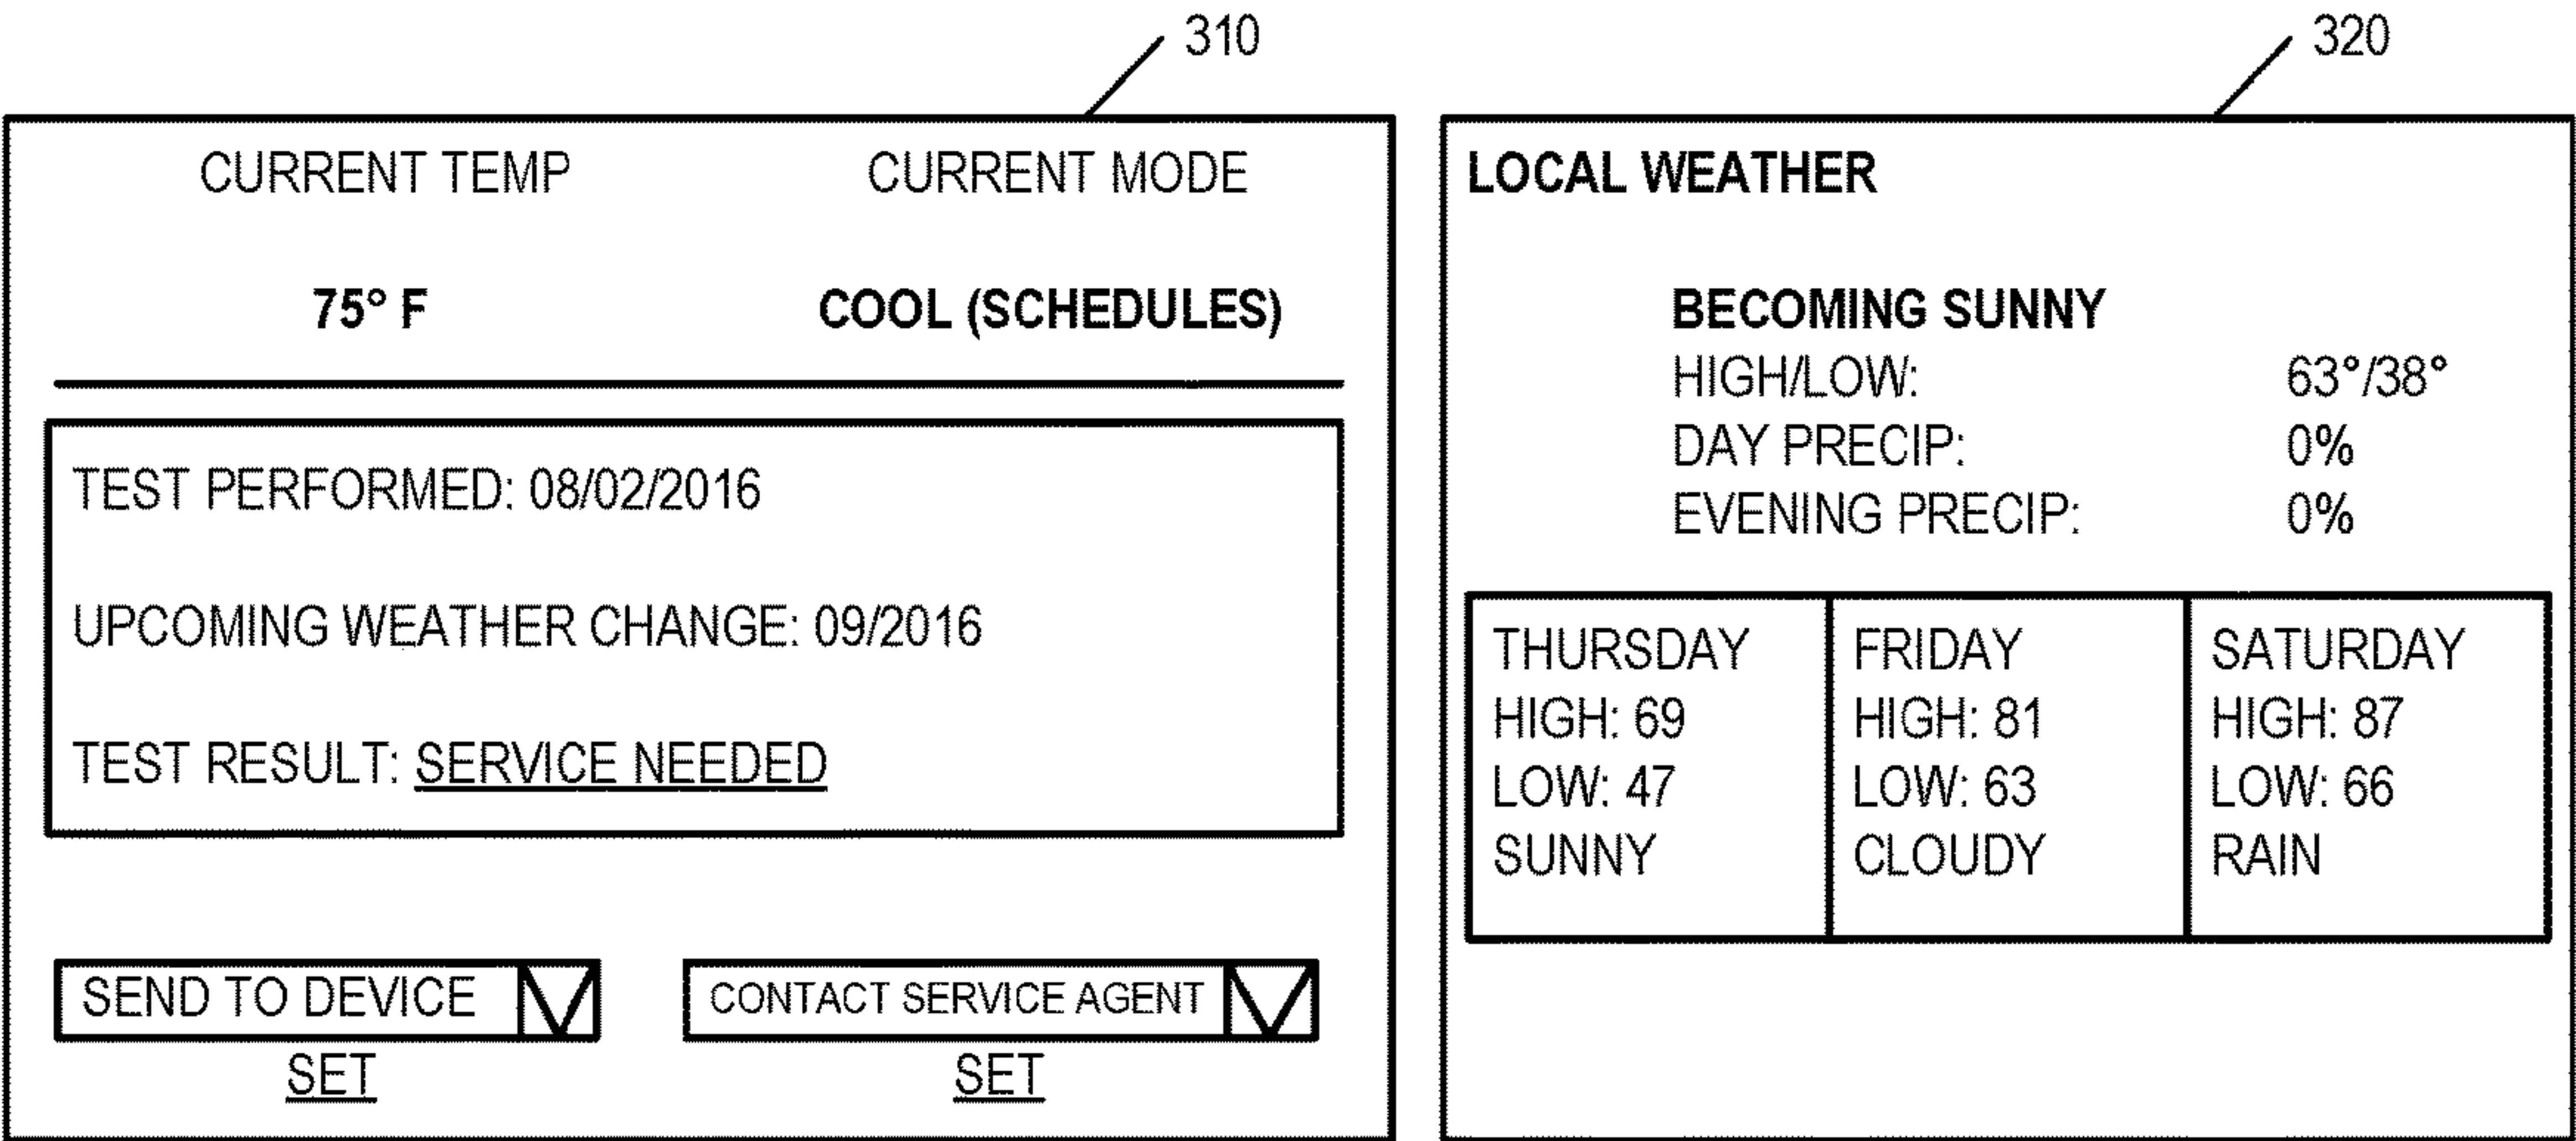 310
CURRENT TEMP CURRENT MODE
75° F COOL (SCHEDULES)
TEST PERFORMED: 08/02/2016
UPCOMING WEATHER CHANGE: 09/2016
TEST RESULT: SERVICE NEEDED
SEND TO DEVICE CONTACT SERVICE AGENT
SET SET
320
LOCAL WEATHER
BECOMING SUNNY
HIGH/LOW: 63°/38°
DAY PRECIP: 0%
EVENING PRECIP: 0%
THURSDAY FRIDAY SATURDAY
HIGH: 69 HIGH: 81 HIGH: 87
LOW: 47 LOW: 63 LOW: 66
SUNNY CLOUDY RAIN